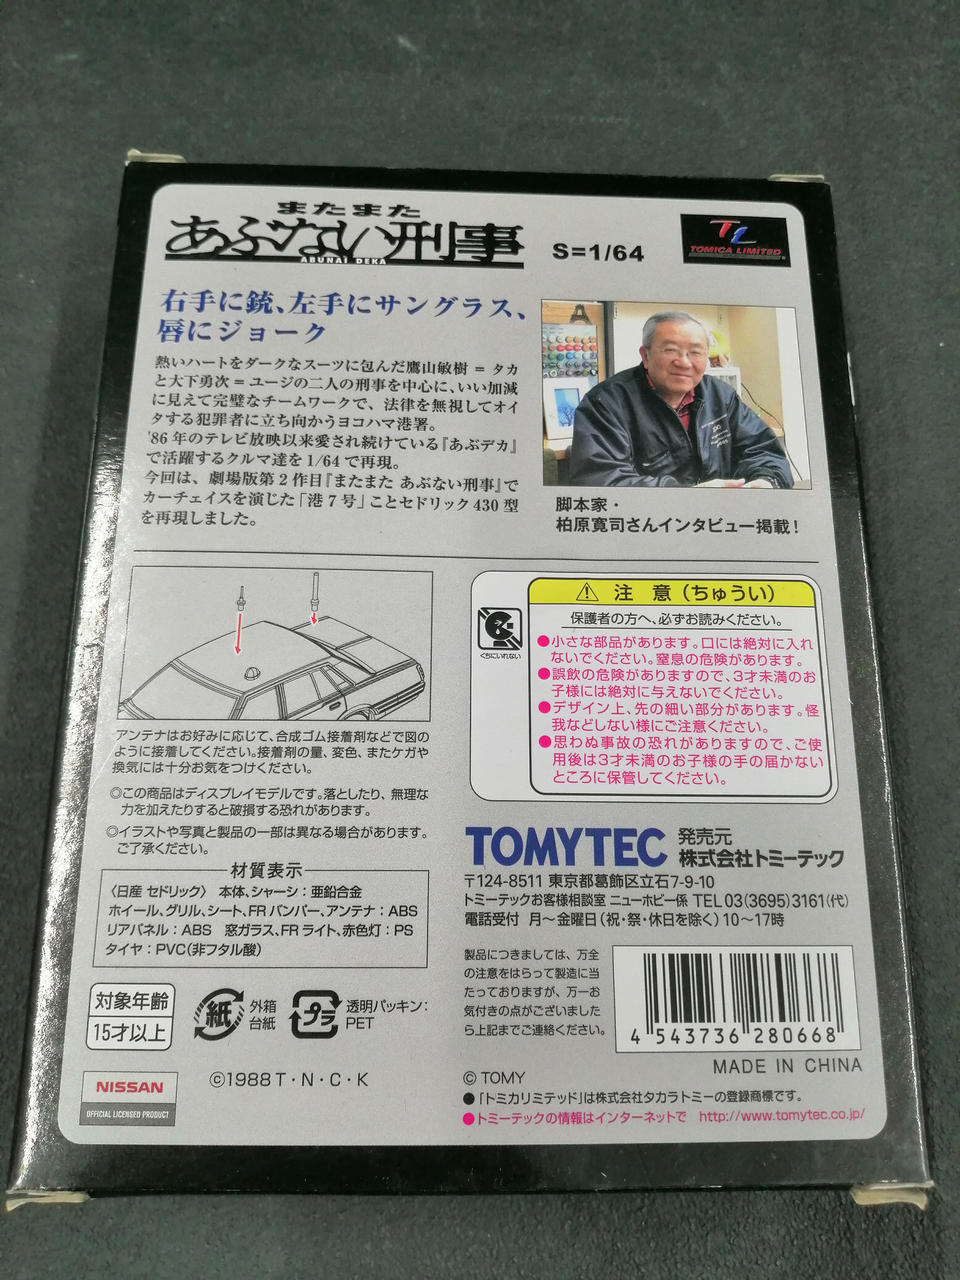 またまた
あぶない刑事
ABUNAI DEKA
S=1/64
TL
TOMICA LIMITED
右手に銃、左手にサングラス、
唇にジョーク
熱いハートをダークなスーツに包んだ鷹山敏樹 = タカ
と大下勇次 = ユージの二人の刑事を中心に、いい加減
に見えて完璧なチームワークで、法律を無視してオイ
タする犯罪者に立ち向かうヨコハマ港署。
'86年のテレビ放映以来愛され続けている『あぶデカ』
で活躍するクルマ達を1/64で再現。
今回は、劇場版第2作目『またまた あぶない刑事』で
カーチェイスを演じた「港7号」ことセドリック430型
を再現しました。
脚本家・
柏原寛司さんインタビュー掲載！
アンテナはお好みに応じて、合成ゴム接着剤などで図の
ように接着してください。接着剤の量、変色、またケガや
換気には十分お気をつけください。
◎この商品はディスプレイモデルです。落としたり、無理な
力を加えたりすると破損する恐れがあります。
◎イラストや写真と製品の一部は異なる場合があります。
ご了承ください。
材質表示
〈日産 セドリック〉 本体、シャーシ：亜鉛合金
ホイール、グリル、シート、FRバンパー、アンテナ：ABS
リアパネル：ABS 窓ガラス、FRライト、赤色灯：PS
タイヤ：PVC(非フタル酸)
対象年齢
15才以上
紙
外箱
台紙
プラ
透明パッキン：
PET
NISSAN
OFFICIAL LICENSED PRODUCT
©1988 T・N・C・K
くちにいれない
⚠ 注 意（ちゅうい）
保護者の方へ、必ずお読みください。
●小さな部品があります。口には絶対に入れ
ないでください。窒息の危険があります。
●誤飲の危険がありますので、3才未満のお
子様には絶対に与えないでください。
●デザイン上、先の細い部分があります。怪
我などしない様にご注意ください。
●思わぬ事故の恐れがありますので、ご使
用後は3才未満のお子様の手の届かない
ところに保管してください。
TOMYTEC
発売元
株式会社トミーテック
〒124-8511 東京都葛飾区立石7-9-10
トミーテックお客様相談室 ニューホビー係 TEL 03(3695)3161(代)
電話受付 月〜金曜日(祝・祭・休日を除く)10〜17時
製品につきましては、万全
の注意をはらって製造に当
たっておりますが、万一お
気付きの点がございました
ら上記までご連絡ください。
4 543736 280668
MADE IN CHINA
© TOMY
●「トミカリミテッド」は株式会社タカラトミーの登録商標です。
●トミーテックの情報はインターネットで http://www.tomytec.co.jp/